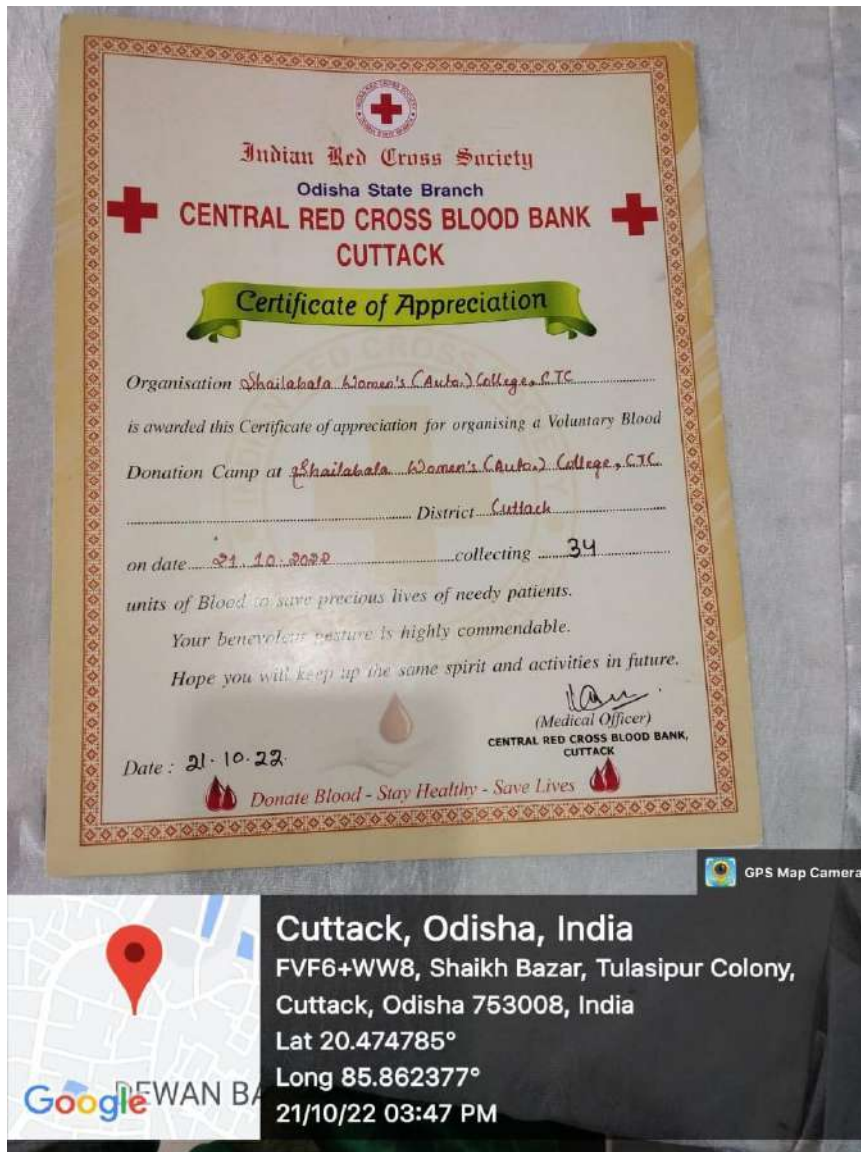 Indian Red Cross Society
Odisha State Branch
CENTRAL RED CROSS BLOOD BANK
CUTTACK
Certificate of Appreciation
Organisation Shailabala Women's (Auto.) College, CTC
is awarded this Certificate of appreciation for organising a Voluntary Blood
Donation Camp at Shailabala Women's (Auto.) College, CTC
District Cuttack
on date 21.10.2022 collecting 34
units of Blood to save precious lives of needy patients.
Your benevolent gesture is highly commendable.
Hope you will keep up the same spirit and activities in future.
(Medical Officer)
CENTRAL RED CROSS BLOOD BANK,
CUTTACK
Date : 21.10.22
Donate Blood - Stay Healthy - Save Lives
GPS Map Camera
Cuttack, Odisha, India
FVF6+WW8, Shaikh Bazar, Tulasipur Colony,
Cuttack, Odisha 753008, India
Lat 20.474785°
Long 85.862377°
21/10/22 03:47 PM
Google
DEWAN BA